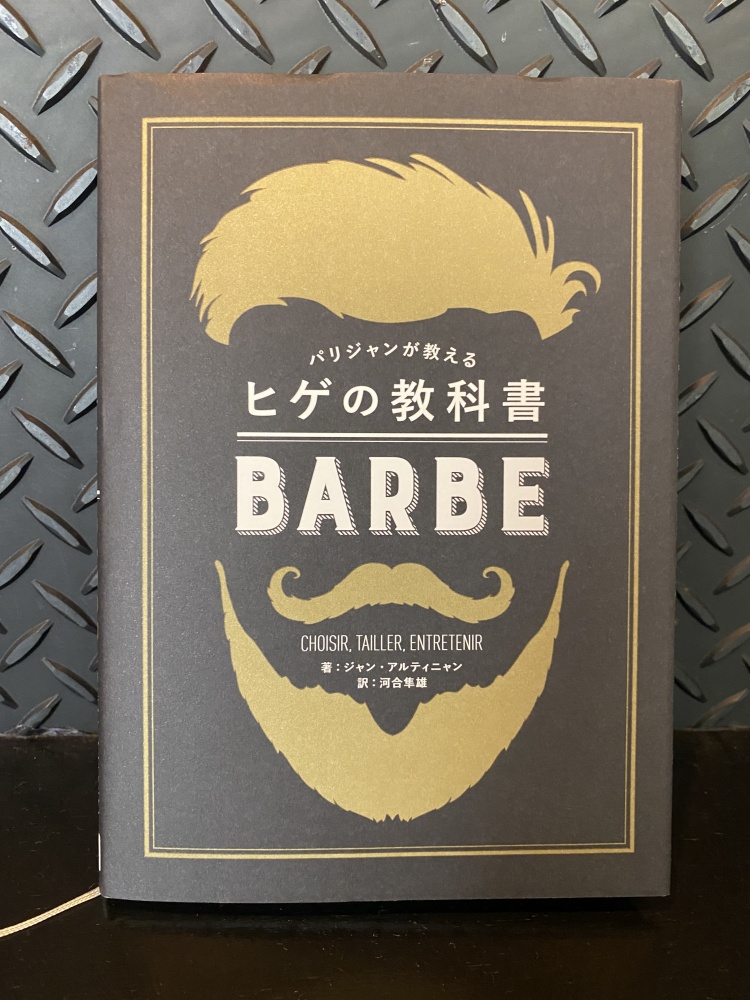 パリジャンが教える
ヒゲの教科書
BARBE
CHOISIR, TAILLER, ENTRETENIR
著：ジャン・アルティニャン
訳：河合隼雄